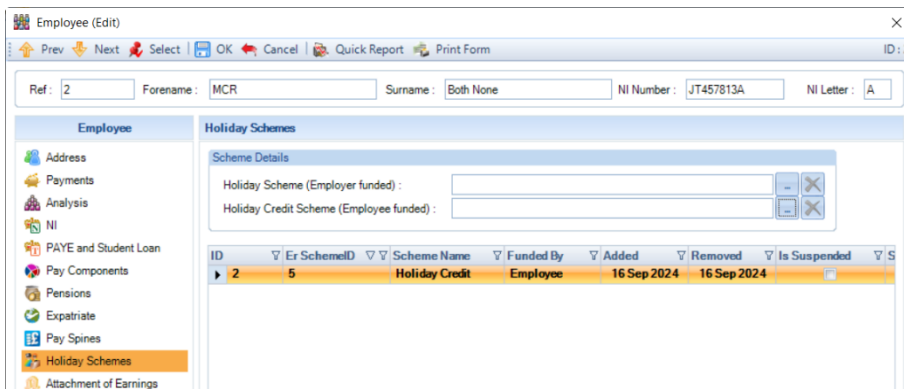 Employee (Edit)
Prev Next Select OK Cancel Quick Report Print Form ID :
Ref : 2 Forename : MCR Surname : Both None NI Number : JT457813A NI Letter : A
Employee
Address
Payments
Analysis
NI
PAYE and Student Loan
Pay Components
Pensions
Expatriate
Pay Spines
Holiday Schemes
Attachment of Earnings
Holiday Schemes
Scheme Details
Holiday Scheme (Employer funded) :
Holiday Credit Scheme (Employee funded) :
ID Er SchemeID Scheme Name Funded By Added Removed Is Suspended S
2 5 Holiday Credit Employee 16 Sep 2024 16 Sep 2024